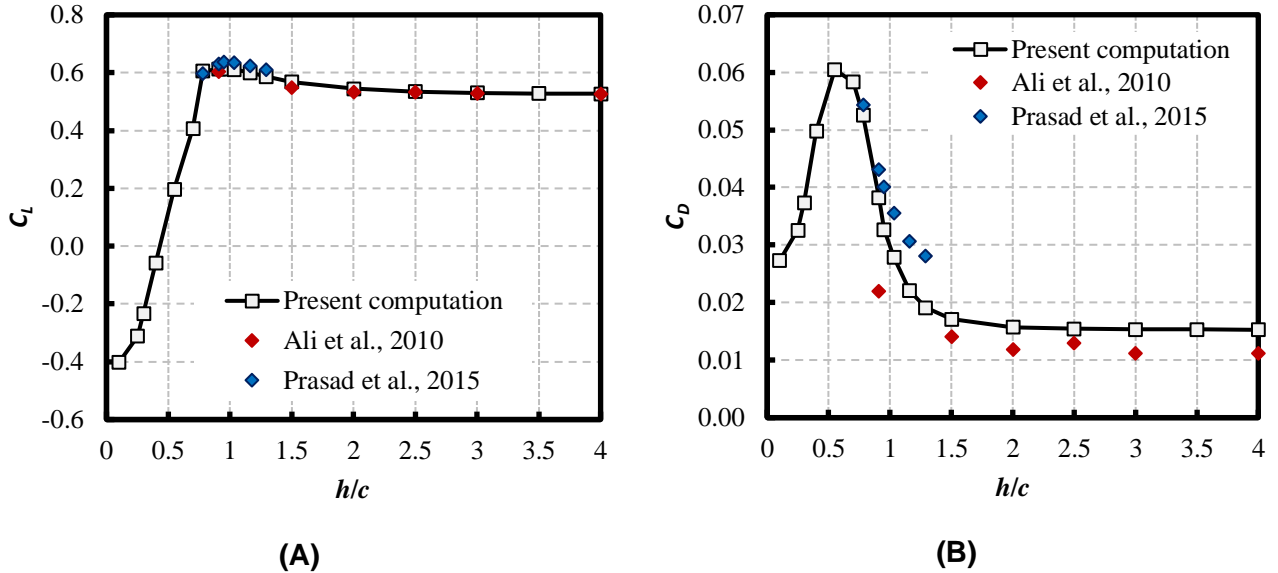 0.8
0.6
0.4
0.2
0.0
-0.2
-0.4
-0.6
C_L
0 0.5 1 1.5 2 2.5 3 3.5 4
h/c
Present computation
Ali et al., 2010
Prasad et al., 2015
(A)
0.07
0.06
0.05
0.04
0.03
0.02
0.01
0.00
C_D
0 0.5 1 1.5 2 2.5 3 3.5 4
h/c
Present computation
Ali et al., 2010
Prasad et al., 2015
(B)